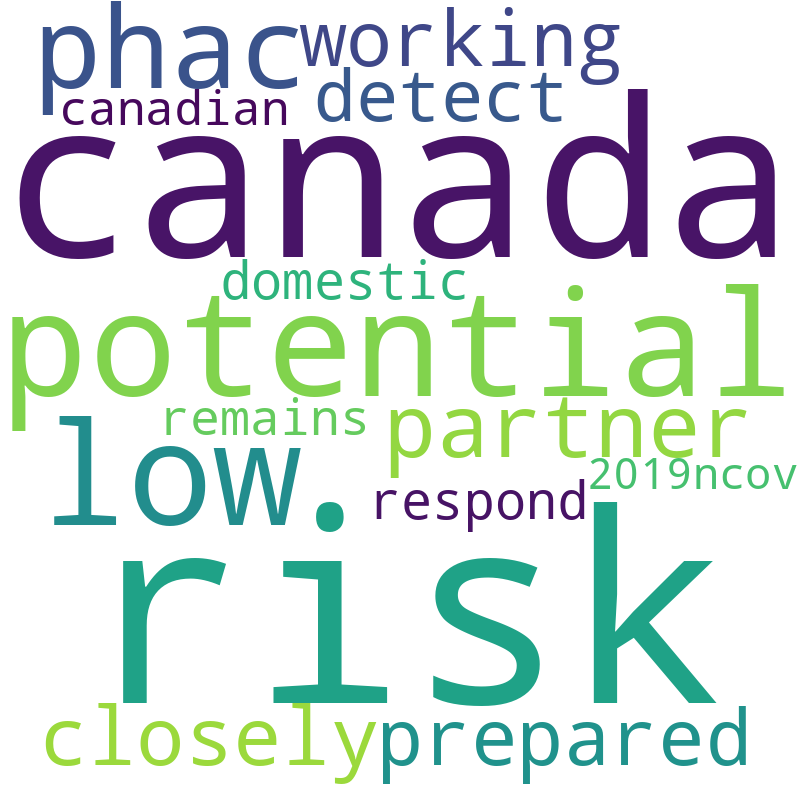 phac working
canadian detect
canada
domestic
potential
remains partner
low 2019ncov
respond
risk
closely prepared